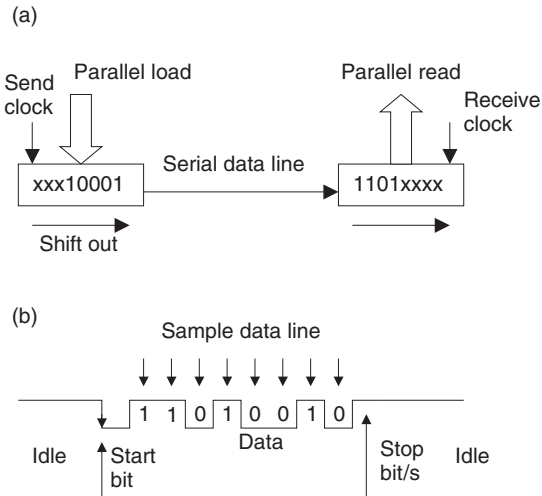 (a)
Send
clock
Parallel load
Parallel read
Receive
clock
xxx10001
Serial data line
1101xxxx
Shift out
(b)
Sample data line
1 1 0 1 0 0 1 0
Idle
Start
bit
Data
Stop
bit/s
Idle